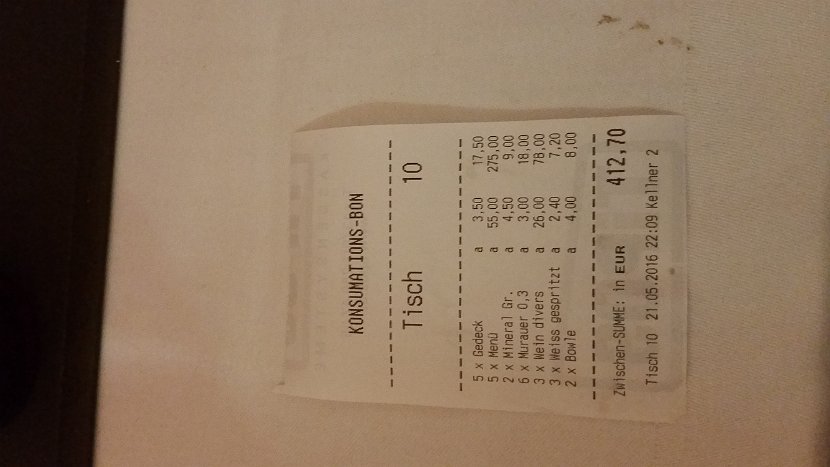 KONSUMATIONS-BON
Tisch 10
5 x Gedeck a 3,50 17,50
5 x Menü a 55,00 275,00
2 x Mineral Gr. a 4,50 9,00
6 x Murauer 0,3 a 3,00 18,00
3 x Wein divers a 26,00 78,00
3 x Weiss gespritzt a 2,40 7,20
2 x Bowle a 4,00 8,00
Zwischen-SUMME: in EUR 412,70
Tisch 10 21.05.2016 22:09 Kellner 2